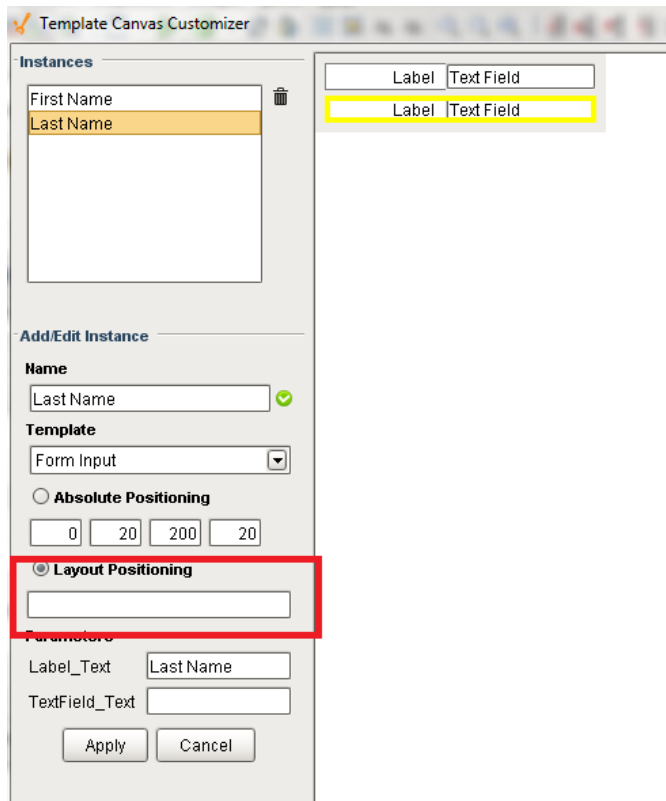 Template Canvas Customizer
Instances
First Name
Last Name
Label Text Field
Label Text Field
Add/Edit Instance
Name
Last Name
Template
Form Input
Absolute Positioning
0 20 200 20
Layout Positioning
Parameters
Label_Text Last Name
TextField_Text
Apply Cancel